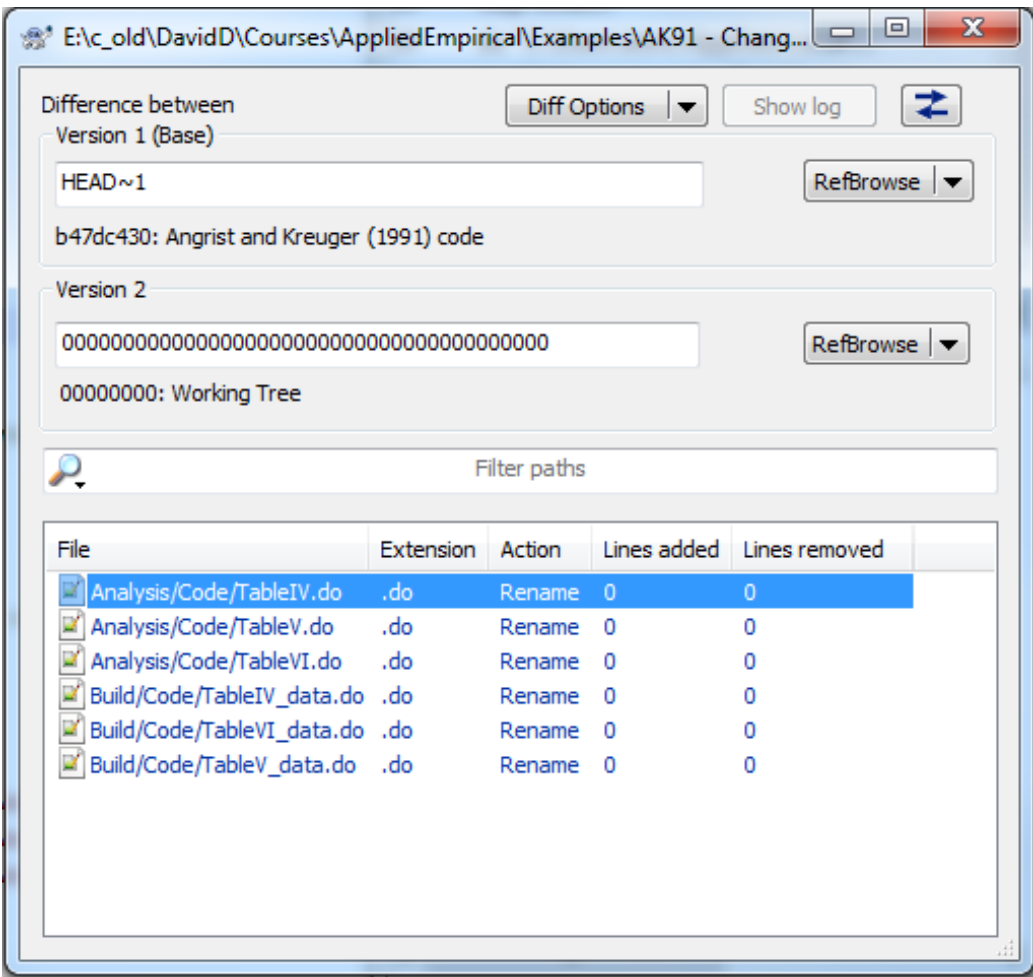 E:\c_old\DavidD\Courses\AppliedEmpirical\Examples\AK91 - Chang...
Difference between
Diff Options
Show log
Version 1 (Base)
HEAD~1
RefBrowse
b47dc430: Angrist and Kreuger (1991) code
Version 2
0000000000000000000000000000000000000000
RefBrowse
00000000: Working Tree
Filter paths
File Extension Action Lines added Lines removed
Analysis/Code/TableIV.do .do Rename 0 0
Analysis/Code/TableV.do .do Rename 0 0
Analysis/Code/TableVI.do .do Rename 0 0
Build/Code/TableIV_data.do .do Rename 0 0
Build/Code/TableVI_data.do .do Rename 0 0
Build/Code/TableV_data.do .do Rename 0 0